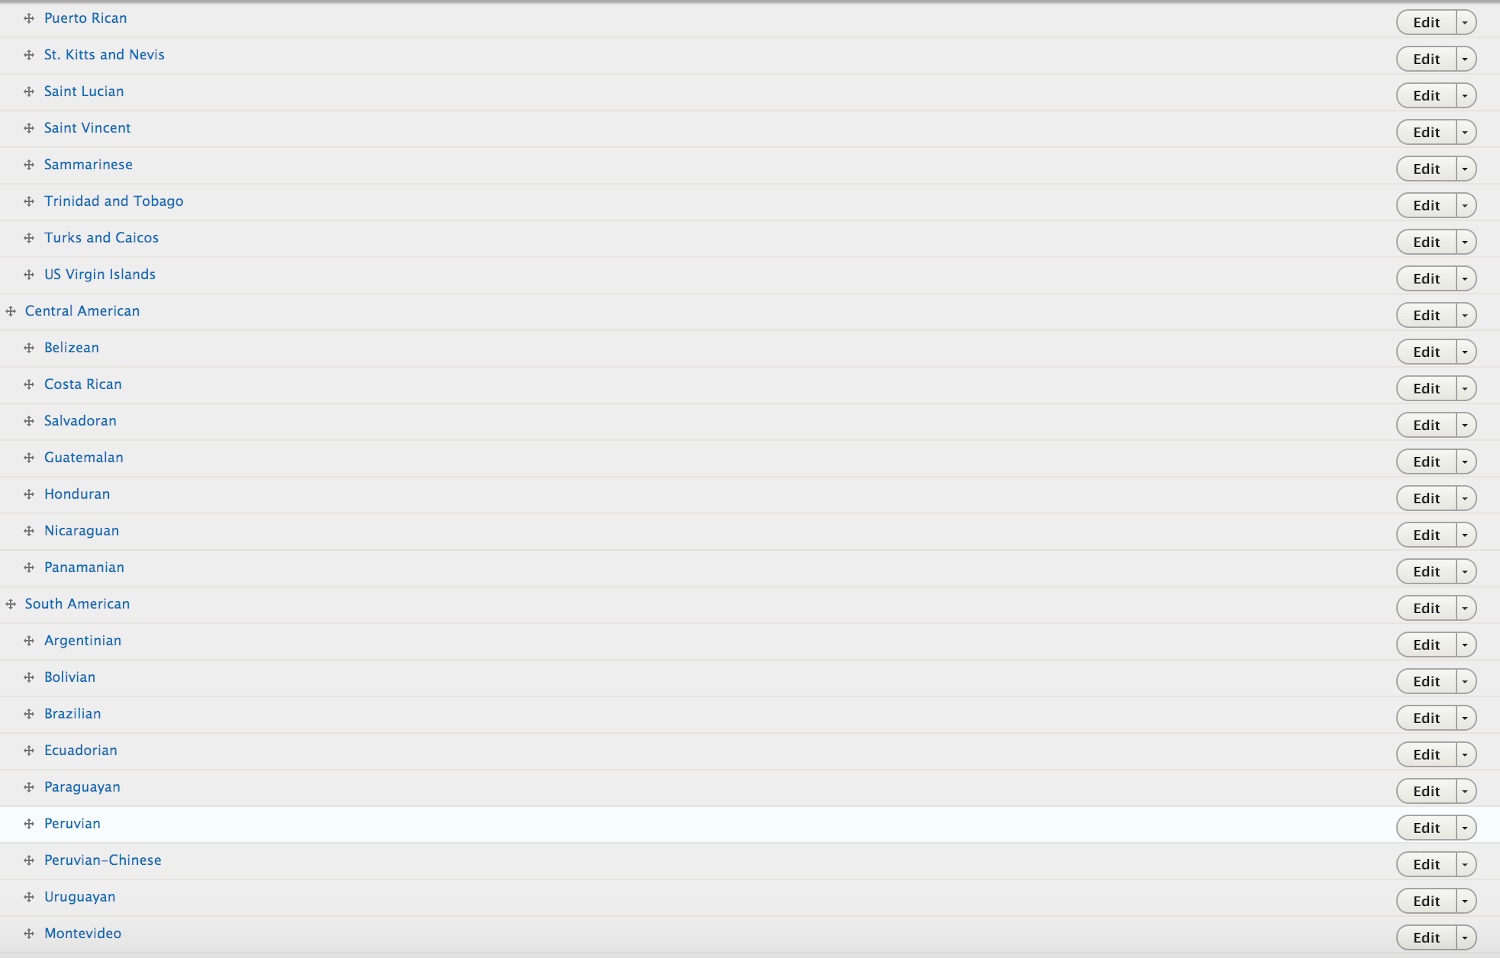 Puerto Rican Edit
St. Kitts and Nevis Edit
Saint Lucian Edit
Saint Vincent Edit
Sammarinese Edit
Trinidad and Tobago Edit
Turks and Caicos Edit
US Virgin Islands Edit
Central American Edit
Belizean Edit
Costa Rican Edit
Salvadoran Edit
Guatemalan Edit
Honduran Edit
Nicaraguan Edit
Panamanian Edit
South American Edit
Argentinian Edit
Bolivian Edit
Brazilian Edit
Ecuadorian Edit
Paraguayan Edit
Peruvian Edit
Peruvian-Chinese Edit
Uruguayan Edit
Montevideo Edit